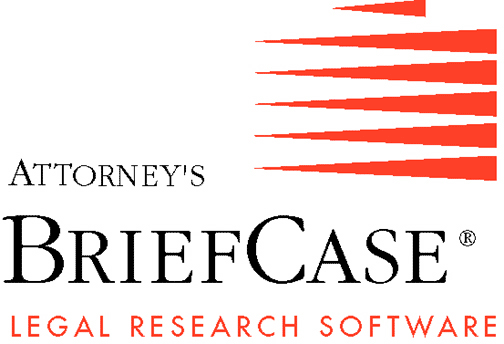 ATTORNEY'S
BRIEFCASE ®
LEGAL RESEARCH SOFTWARE